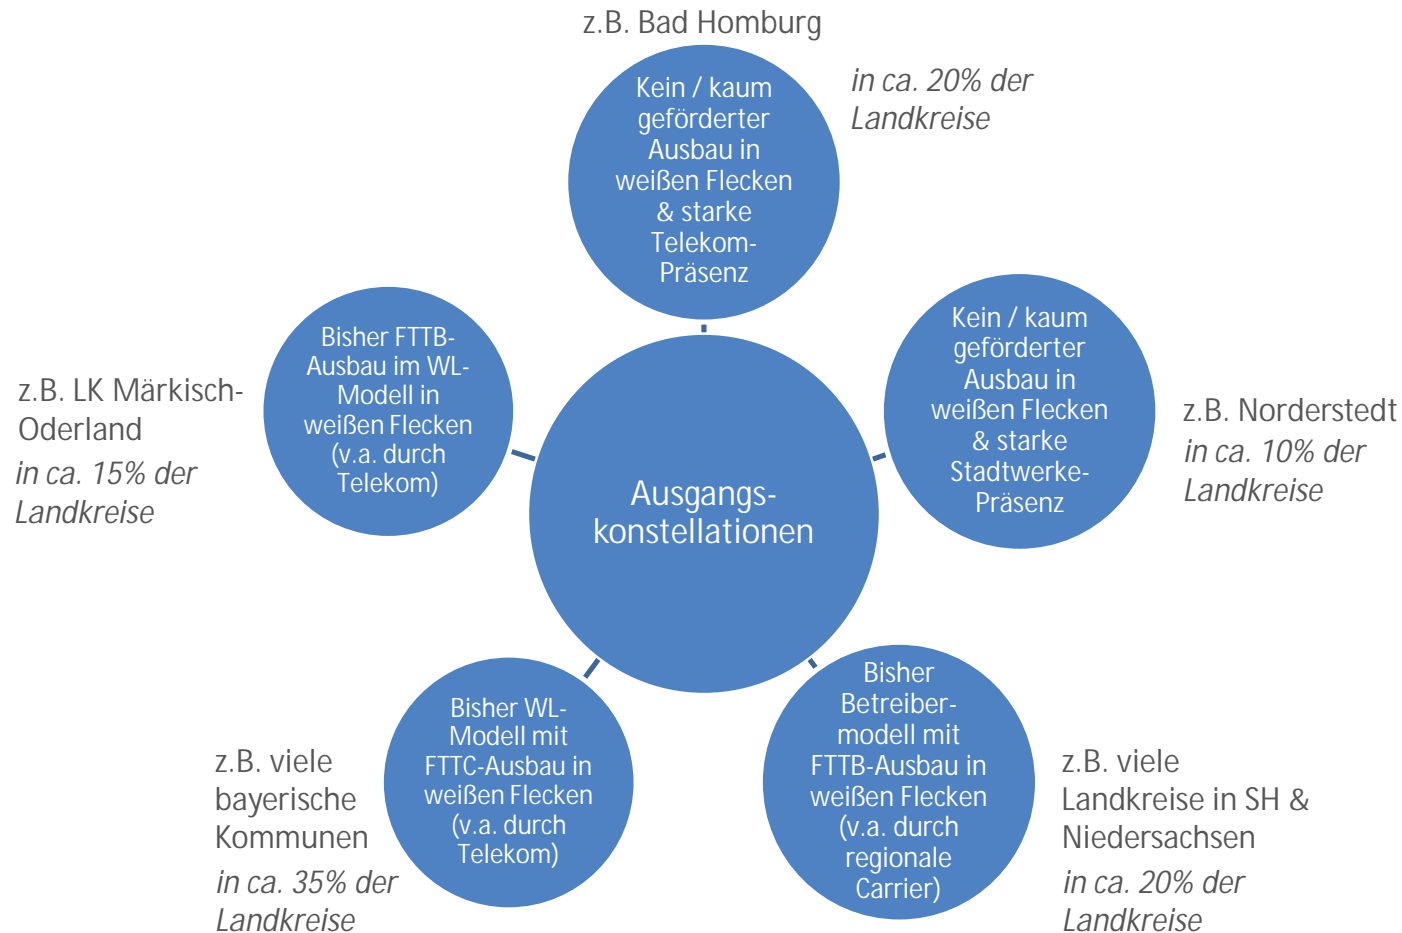 z.B. Bad Homburg
Kein / kaum
geförderter
Ausbau in
weißen Flecken
& starke
Telekom-
Präsenz
in ca. 20% der
Landkreise
Kein / kaum
geförderter
Ausbau in
weißen Flecken
& starke
Stadtwerke-
Präsenz
z.B. Norderstedt
in ca. 10% der
Landkreise
Bisher
Betreiber-
modell mit
FTTB-Ausbau in
weißen Flecken
(v.a. durch
regionale
Carrier)
z.B. viele
Landkreise in SH &
Niedersachsen
in ca. 20% der
Landkreise
Bisher WL-
Modell mit
FTTC-Ausbau in
weißen Flecken
(v.a. durch
Telekom)
z.B. viele
bayerische
Kommunen
in ca. 35% der
Landkreise
Bisher FTTB-
Ausbau im WL-
Modell in
weißen Flecken
(v.a. durch
Telekom)
z.B. LK Märkisch-
Oderland
in ca. 15% der
Landkreise
Ausgangs-
konstellationen